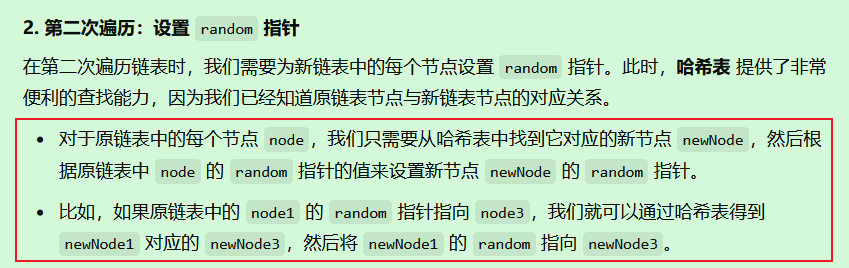 2. 第二次遍历：设置 random 指针
在第二次遍历链表时，我们需要为新链表中的每个节点设置 random 指针。此时，哈希表 提供了非常
便利的查找能力，因为我们已经知道原链表节点与新链表节点的对应关系。
• 对于原链表中的每个节点 node，我们只需要从哈希表中找到它对应的新节点 newNode，然后根
据原链表中 node 的 random 指针的值来设置新节点 newNode 的 random 指针。
• 比如，如果原链表中的 node1 的 random 指针指向 node3，我们就可以通过哈希表得到
newNode1 对应的 newNode3，然后将 newNode1 的 random 指向 newNode3。